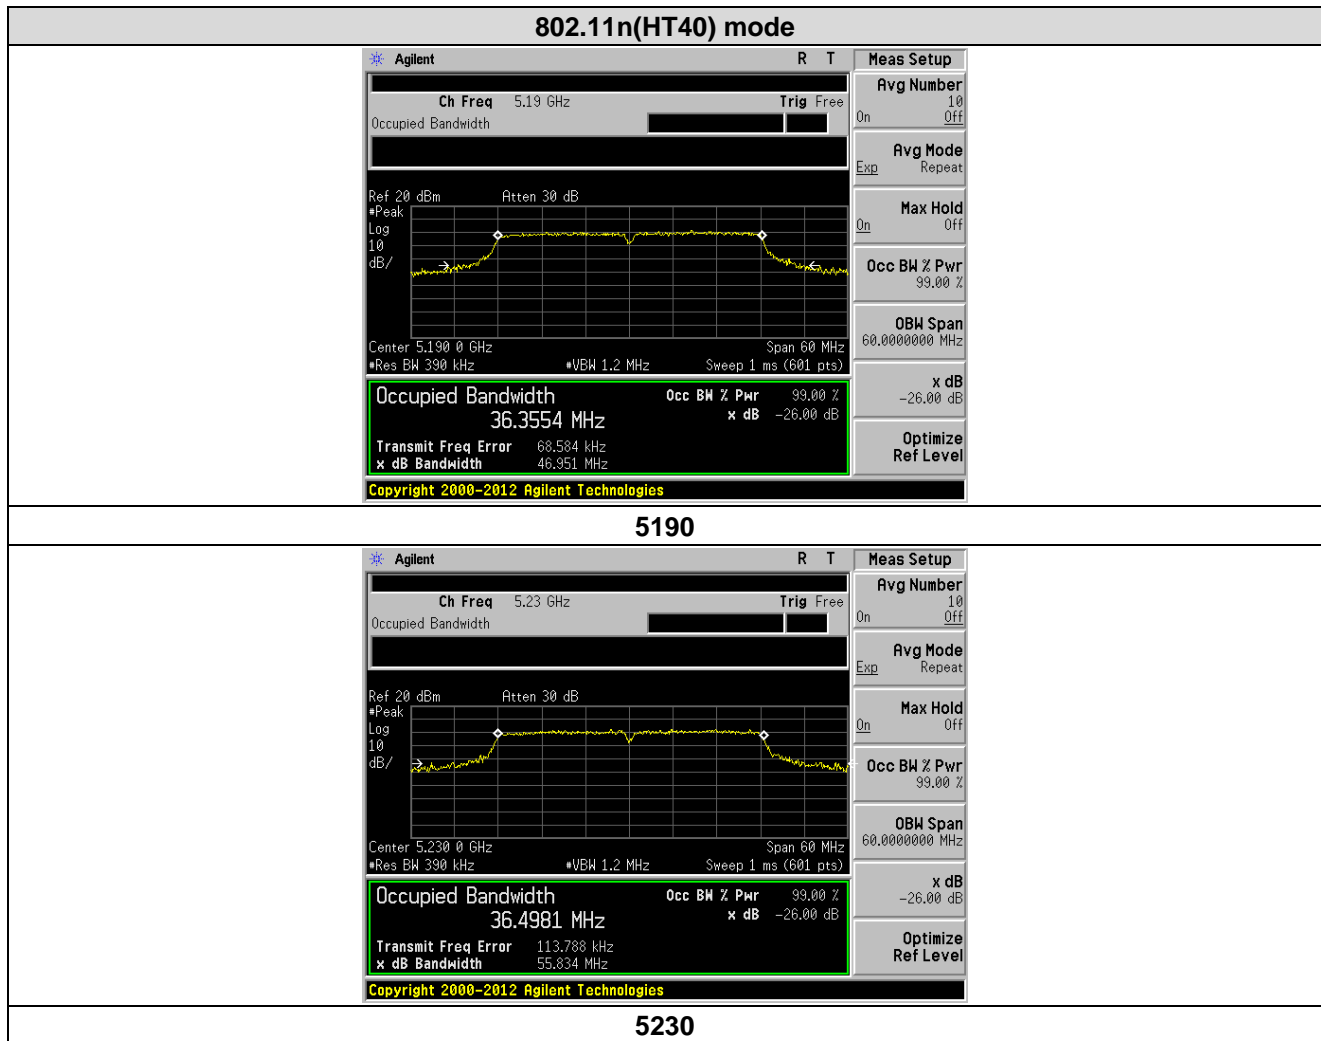 802.11n(HT40) mode
Agilent R T Meas Setup
Ch Freq 5.19 GHz Trig Free
Occupied Bandwidth
Avg Number
10
On Off
Avg Mode
Exp Repeat
Max Hold
On Off
Occ BW % Pwr
99.00 %
OBW Span
60.0000000 MHz
x dB
-26.00 dB
Optimize
Ref Level
Ref 20 dBm Atten 30 dB
#Peak
Log
10
dB/
Center 5.190 0 GHz Span 60 MHz
#Res BW 390 kHz #VBW 1.2 MHz Sweep 1 ms (601 pts)
Occupied Bandwidth Occ BW % Pwr 99.00 %
36.3554 MHz x dB -26.00 dB
Transmit Freq Error 68.584 kHz
x dB Bandwidth 46.951 MHz
Copyright 2000-2012 Agilent Technologies
5190
Agilent R T Meas Setup
Ch Freq 5.23 GHz Trig Free
Occupied Bandwidth
Avg Number
10
On Off
Avg Mode
Exp Repeat
Max Hold
On Off
Occ BW % Pwr
99.00 %
OBW Span
60.0000000 MHz
x dB
-26.00 dB
Optimize
Ref Level
Ref 20 dBm Atten 30 dB
#Peak
Log
10
dB/
Center 5.230 0 GHz Span 60 MHz
#Res BW 390 kHz #VBW 1.2 MHz Sweep 1 ms (601 pts)
Occupied Bandwidth Occ BW % Pwr 99.00 %
36.4981 MHz x dB -26.00 dB
Transmit Freq Error 113.788 kHz
x dB Bandwidth 55.834 MHz
Copyright 2000-2012 Agilent Technologies
5230